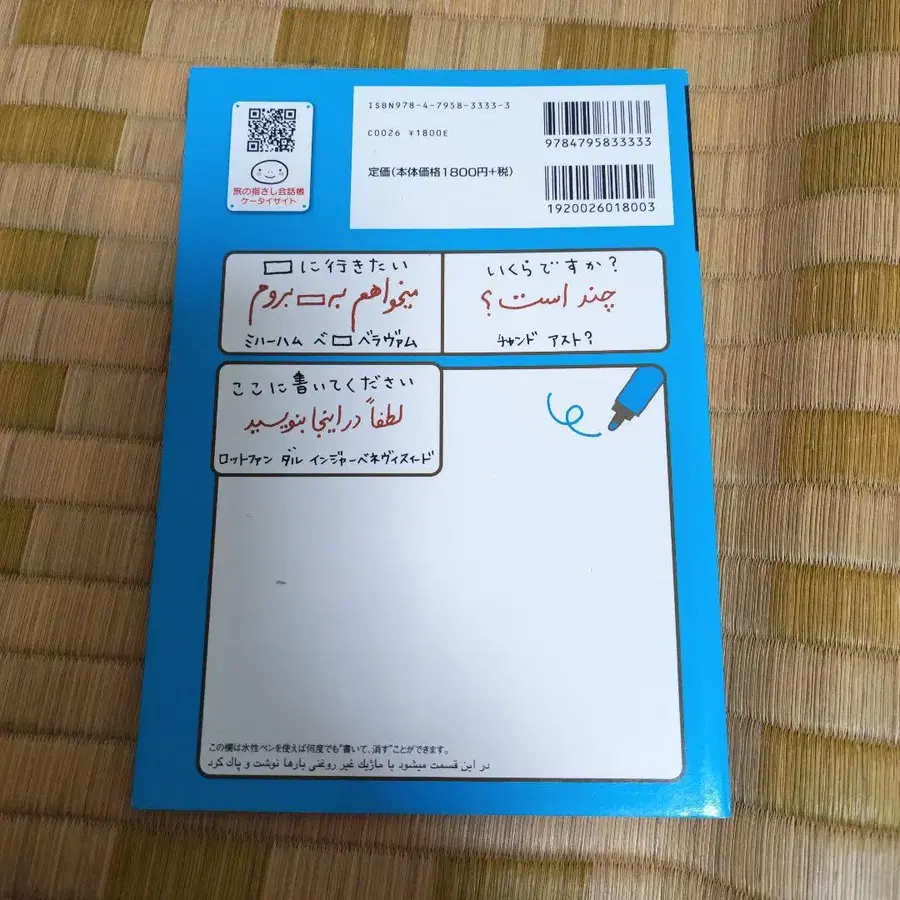 ISBN978-4-7958-3333-3
C0026 ¥1800E
定価(本体価格1800円+税)
9784795833333
1920026018003
旅の指さし会話帳
ケータイサイト
□に行きたい
میخواهم به □ بروم
ミハーハム ベ □ ベラヴァム
いくらですか?
چند است؟
チャンド アスト?
ここに書いてください
لطفاً در اینجا بنویسید
ロットファン ダル インジャーベネヴィスィード
この欄は水性ペンを使えば何度でも"書いて、消す"ことができます。
در این قسمت میشود با ماژیك غیر روغنی بارها نوشت و پاك کرد